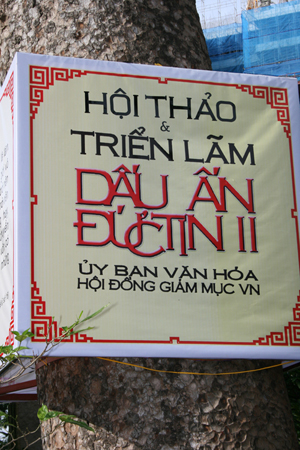 HỘI THẢO
&
TRIỂN LÃM
DẤU ẤN
ĐỨC TIN II
ỦY BAN VĂN HÓA
HỘI ĐỒNG GIÁM MỤC VN